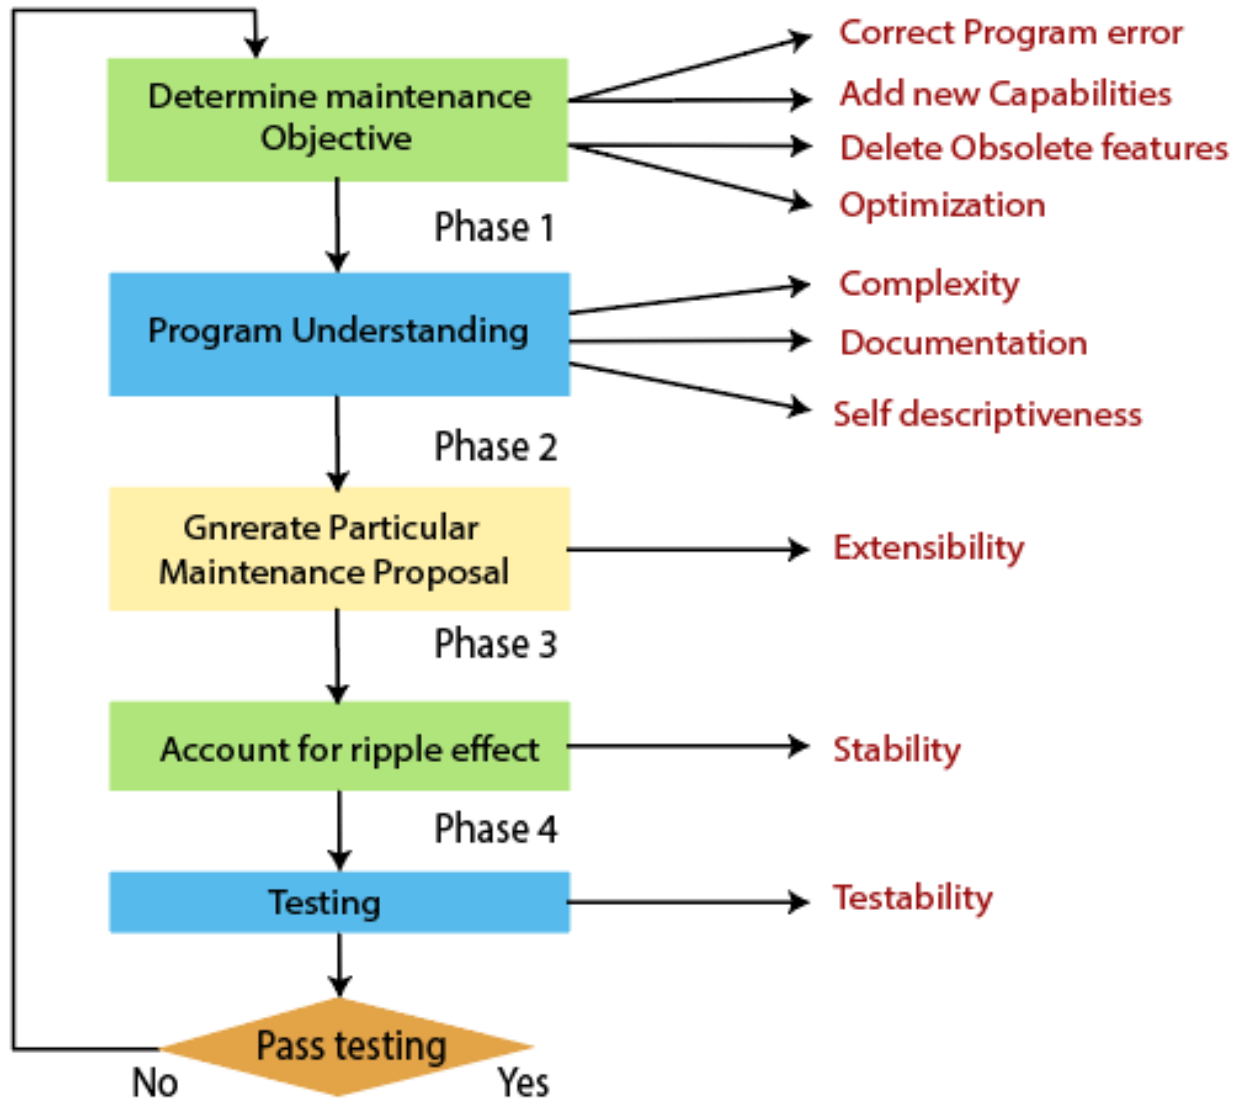 Determine maintenance
Objective
Correct Program error
Add new Capabilities
Delete Obsolete features
Optimization
Phase 1
Program Understanding
Complexity
Documentation
Self descriptiveness
Phase 2
Gnrerate Particular
Maintenance Proposal
Extensibility
Phase 3
Account for ripple effect
Stability
Phase 4
Testing
Testability
Pass testing
No
Yes